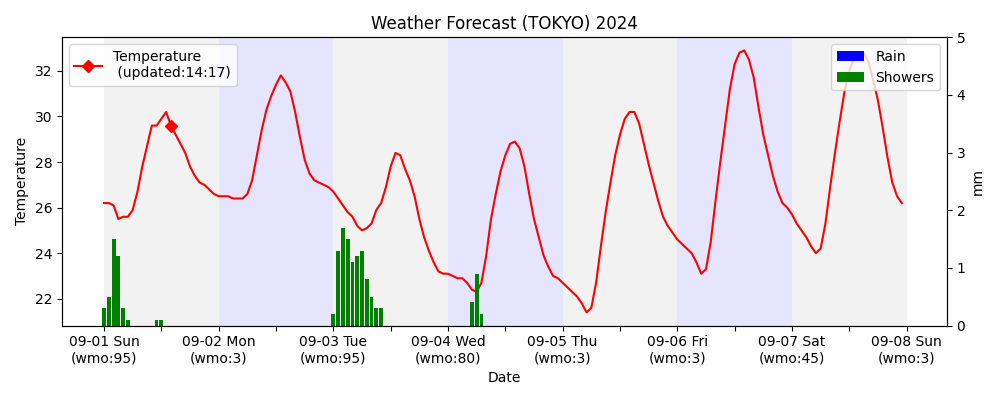 Weather Forecast (TOKYO) 2024
Temperature
(updated:14:17)
Rain
Showers
Temperature
32
30
28
26
24
22
5
4
3
2
1
0
mm
09-01 Sun
(wmo:95)
09-02 Mon
(wmo:3)
09-03 Tue
(wmo:95)
09-04 Wed
(wmo:80)
09-05 Thu
(wmo:3)
09-06 Fri
(wmo:3)
09-07 Sat
(wmo:45)
09-08 Sun
(wmo:3)
Date